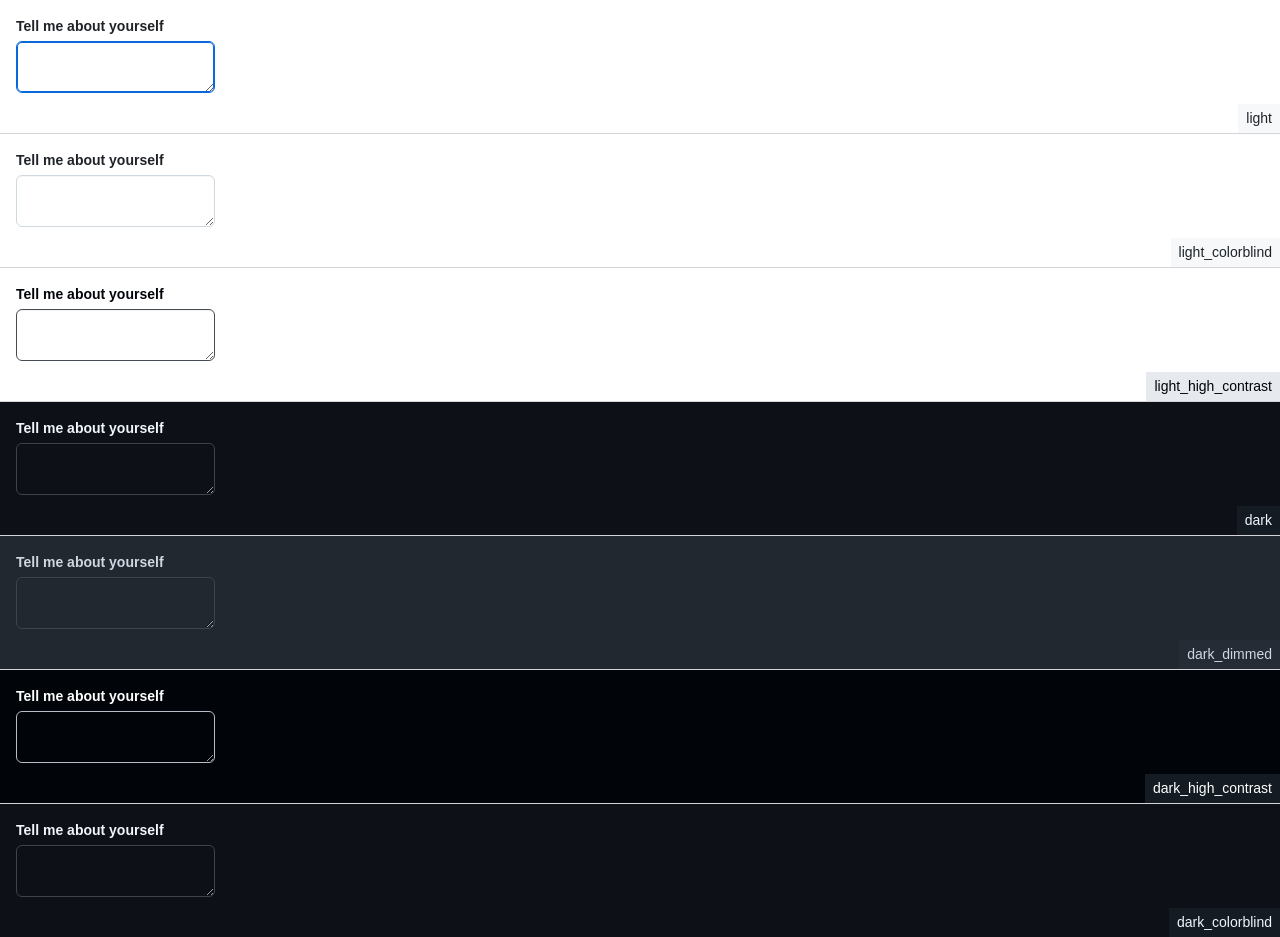 Tell me about yourself
light
Tell me about yourself
light_colorblind
Tell me about yourself
light_high_contrast
Tell me about yourself
dark
Tell me about yourself
dark_dimmed
Tell me about yourself
dark_high_contrast
Tell me about yourself
dark_colorblind